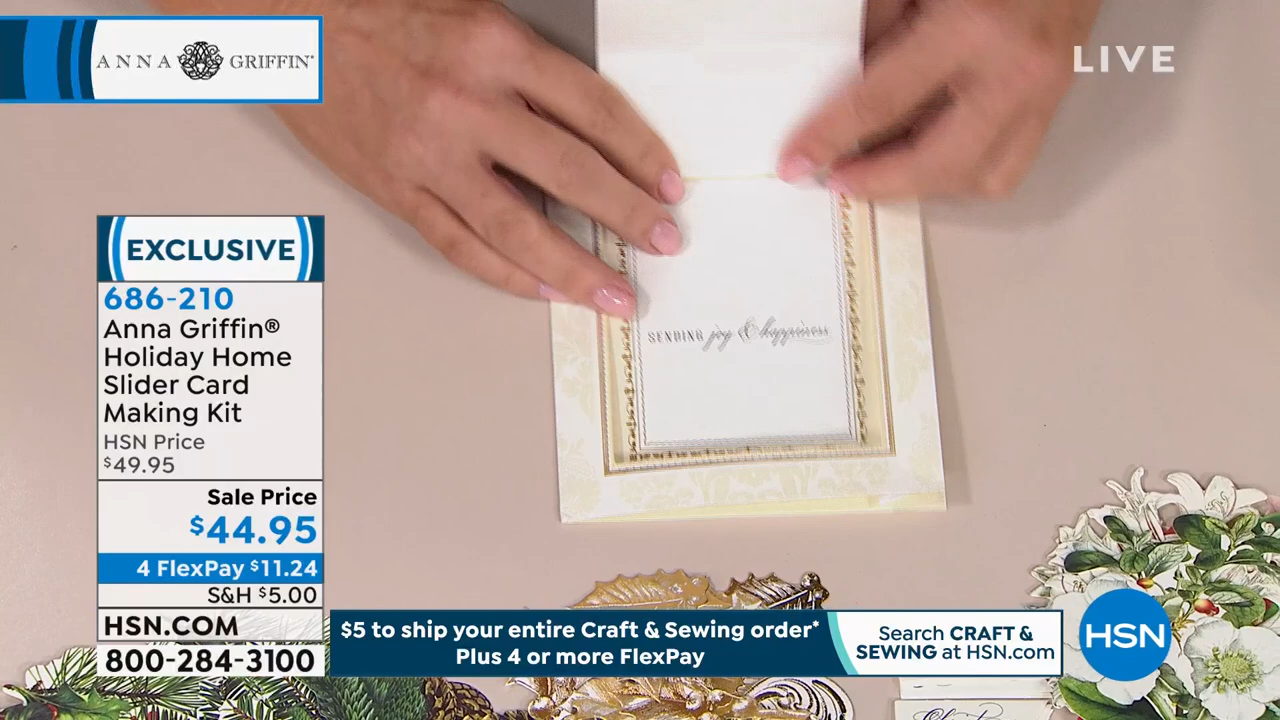 ANNA GRIFFIN®
LIVE
EXCLUSIVE
686-210
Anna Griffin®
Holiday Home
Slider Card
Making Kit
HSN Price
$49.95
Sale Price
$44.95
4 FlexPay $11.24
S&H $5.00
HSN.COM
800-284-3100
SENDING joy & happiness
$5 to ship your entire Craft & Sewing order*
Plus 4 or more FlexPay
Search CRAFT &
SEWING at HSN.com
HSN